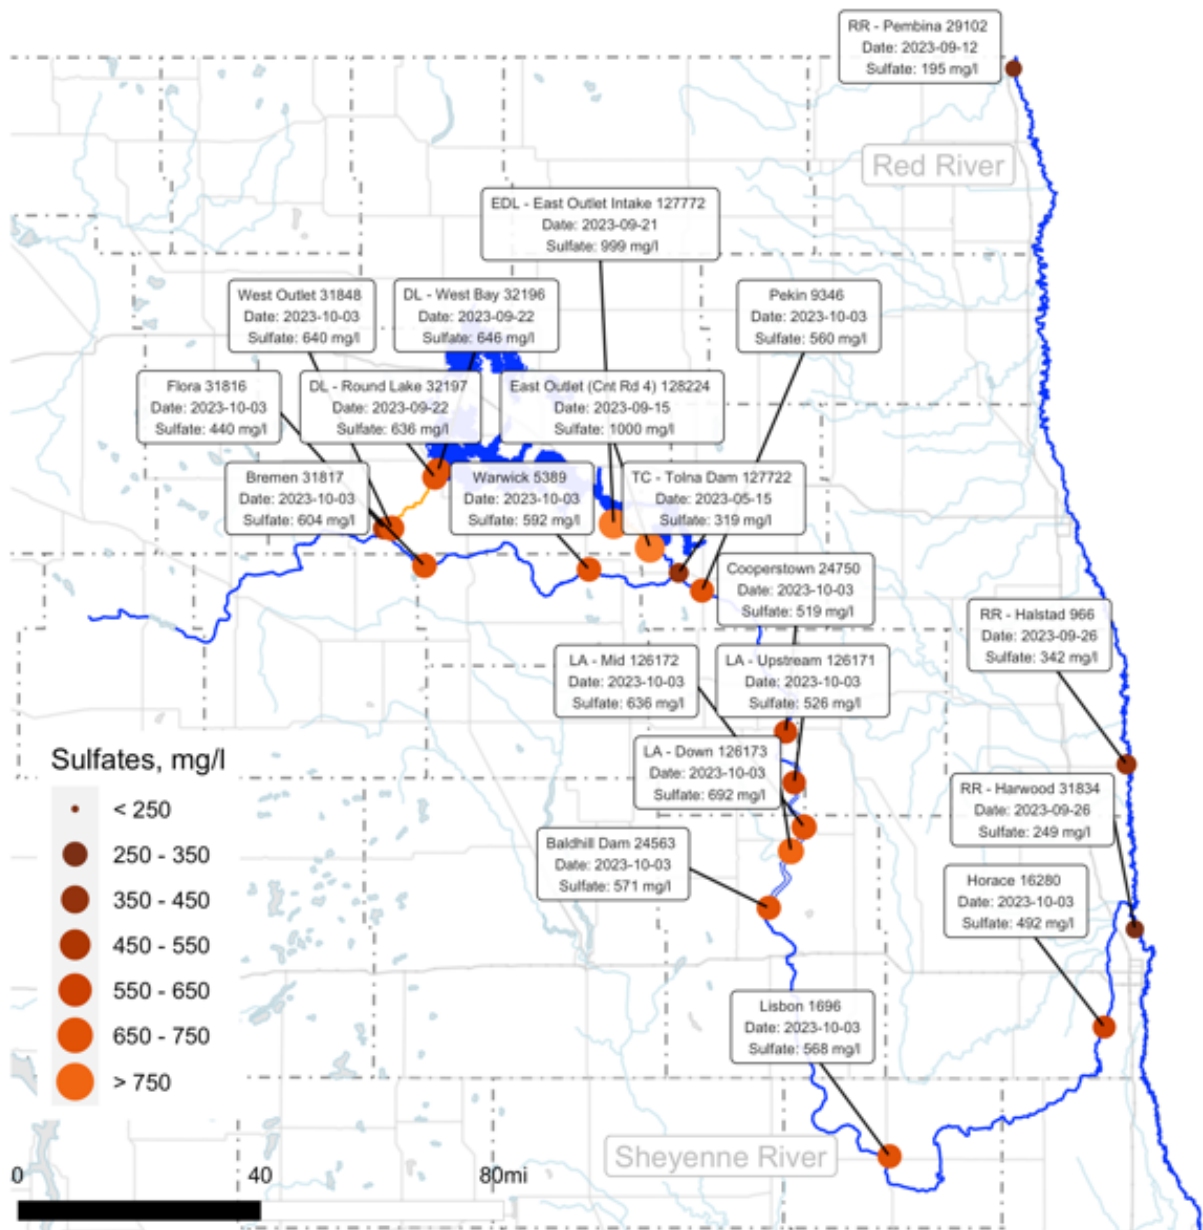 RR - Pembina 29102
Date: 2023-09-12
Sulfate: 195 mg/l
Red River
EDL - East Outlet Intake 127772
Date: 2023-09-21
Sulfate: 999 mg/l
West Outlet 31848
Date: 2023-10-03
Sulfate: 640 mg/l
DL - West Bay 32196
Date: 2023-09-22
Sulfate: 646 mg/l
Pekin 9346
Date: 2023-10-03
Sulfate: 560 mg/l
Flora 31816
Date: 2023-10-03
Sulfate: 440 mg/l
DL - Round Lake 32197
Date: 2023-09-22
Sulfate: 636 mg/l
East Outlet (Cnt Rd 4) 128224
Date: 2023-09-15
Sulfate: 1000 mg/l
Bremen 31817
Date: 2023-10-03
Sulfate: 604 mg/l
Warwick 5389
Date: 2023-10-03
Sulfate: 592 mg/l
TC - Tolna Dam 127722
Date: 2023-05-15
Sulfate: 319 mg/l
Cooperstown 24750
Date: 2023-10-03
Sulfate: 519 mg/l
RR - Halstad 966
Date: 2023-09-26
Sulfate: 342 mg/l
LA - Mid 126172
Date: 2023-10-03
Sulfate: 636 mg/l
LA - Upstream 126171
Date: 2023-10-03
Sulfate: 526 mg/l
LA - Down 126173
Date: 2023-10-03
Sulfate: 692 mg/l
RR - Harwood 31834
Date: 2023-09-26
Sulfate: 249 mg/l
Baldhill Dam 24563
Date: 2023-10-03
Sulfate: 571 mg/l
Horace 16280
Date: 2023-10-03
Sulfate: 492 mg/l
Lisbon 1696
Date: 2023-10-03
Sulfate: 568 mg/l
Sheyenne River
Sulfates, mg/l
< 250
250 - 350
350 - 450
450 - 550
550 - 650
650 - 750
> 750
0 40 80mi